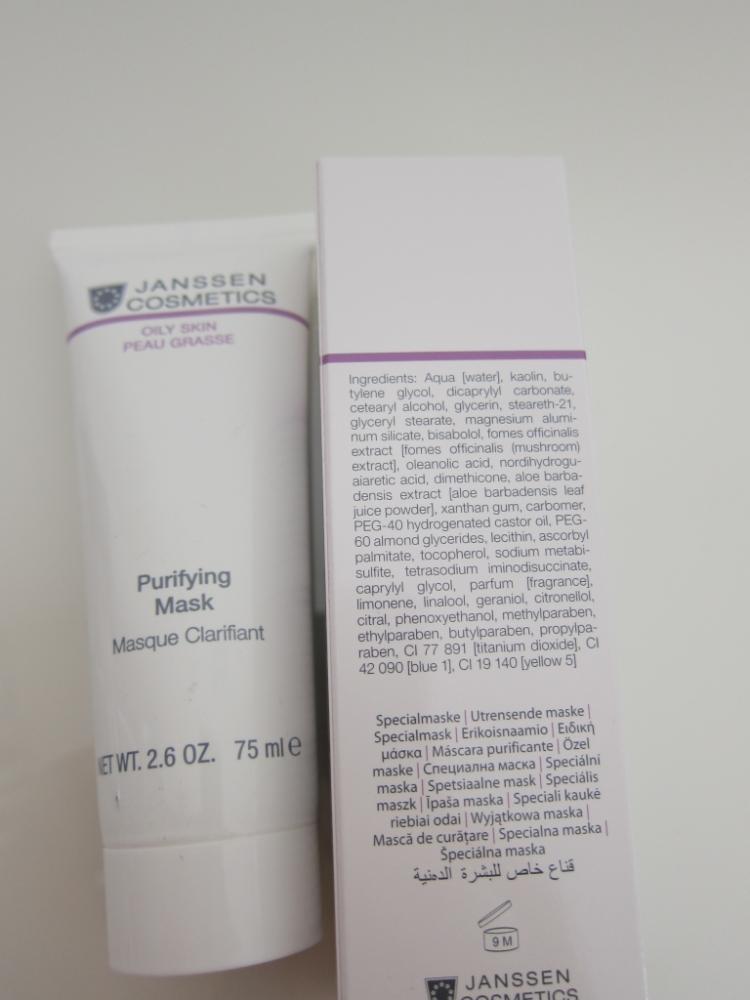 JANSSEN
COSMETICS
OILY SKIN
PEAU GRASSE
Purifying
Mask
Masque Clarifiant
NET WT. 2.6 OZ. 75 ml e
Ingredients: Aqua [water], kaolin, bu-
tylene glycol, dicaprylyl carbonate,
cetearyl alcohol, glycerin, steareth-21,
glyceryl stearate, magnesium alumi-
num silicate, bisabolol, fomes officinalis
extract [fomes officinalis (mushroom)
extract], oleanolic acid, nordihydrogu-
aiaretic acid, dimethicone, aloe barba-
densis extract [aloe barbadensis leaf
juice powder], xanthan gum, carbomer,
PEG-40 hydrogenated castor oil, PEG-
60 almond glycerides, lecithin, ascorbyl
palmitate, tocopherol, sodium metabi-
sulfite, tetrasodium iminodisuccinate,
caprylyl glycol, parfum [fragrance],
limonene, linalool, geraniol, citronellol,
citral, phenoxyethanol, methylparaben,
ethylparaben, butylparaben, propylpa-
raben, CI 77 891 [titanium dioxide], CI
42 090 [blue 1], CI 19 140 [yellow 5]
Specialmaske | Utrensende maske |
Specialmask | Erikoisnaamio | Ειδική
μάσκα | Máscara purificante | Özel
maske | Специална маска | Speciální
maska | Spetsiaalne mask | Speciális
maszk | Īpaša maska | Speciali kaukė
riebiai odai | Wyjątkowa maska |
Mască de curățare | Specialna maska |
Špeciálna maska
قناع خاص للبشرة الدهنية
9 M
JANSSEN
COSMETICS